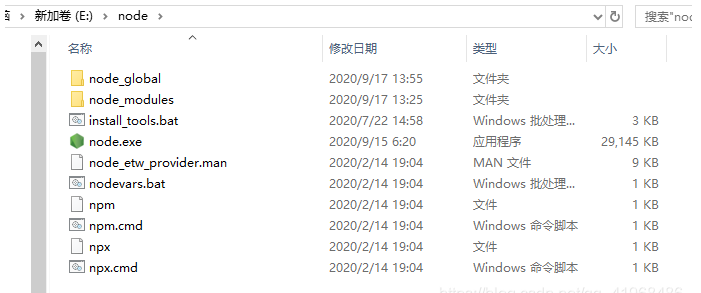 新加卷 (E:) node 搜索"no
名称 修改日期 类型 大小
node_global 2020/9/17 13:55 文件夹
node_modules 2020/9/17 13:25 文件夹
install_tools.bat 2020/7/22 14:58 Windows 批处理... 3 KB
node.exe 2020/9/15 6:20 应用程序 29,145 KB
node_etw_provider.man 2020/2/14 19:04 MAN 文件 9 KB
nodevars.bat 2020/2/14 19:04 Windows 批处理... 1 KB
npm 2020/2/14 19:04 文件 1 KB
npm.cmd 2020/2/14 19:04 Windows 命令脚本 1 KB
npx 2020/2/14 19:04 文件 1 KB
npx.cmd 2020/2/14 19:04 Windows 命令脚本 1 KB